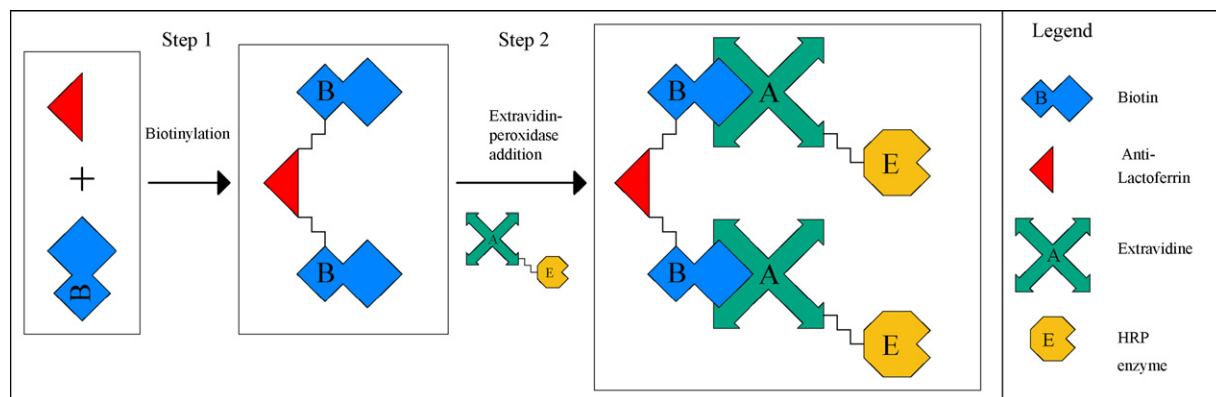 Step 1
Step 2
Legend
B
B
A
B
Biotin
Biotinylation
Extravidin-
peroxidase
addition
E
Anti-
Lactoferrin
+
A
E
A
Extravidine
B
B
B
A
E
E
HRP
enzyme